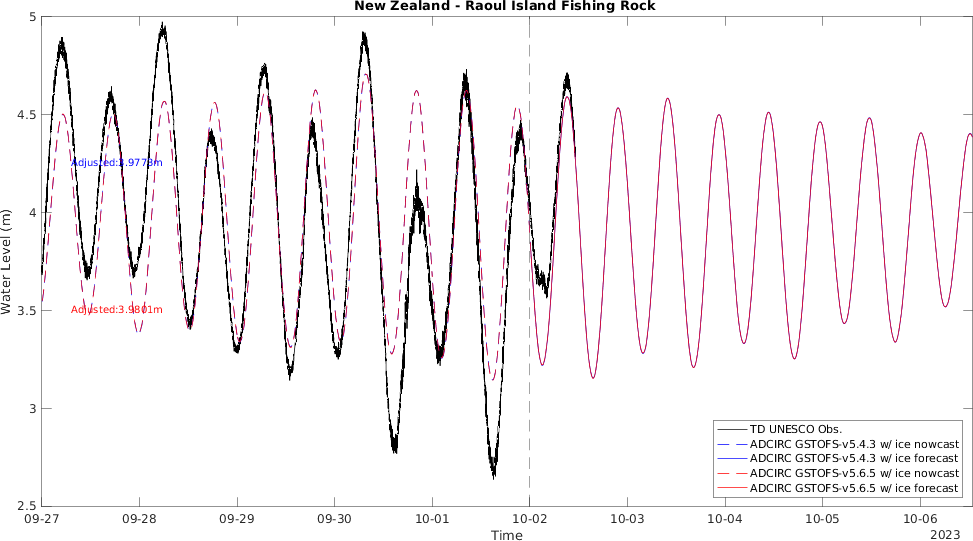 New Zealand - Raoul Island Fishing Rock
5
4.5
4
3.5
3
2.5
Water Level (m)
Adjusted:3.9773m
Adjusted:3.9801m
TD UNESCO Obs.
ADCIRC GSTOFS-v5.4.3 w/ ice nowcast
ADCIRC GSTOFS-v5.4.3 w/ ice forecast
ADCIRC GSTOFS-v5.6.5 w/ ice nowcast
ADCIRC GSTOFS-v5.6.5 w/ ice forecast
09-27 09-28 09-29 09-30 10-01 10-02 10-03 10-04 10-05 10-06
Time
2023